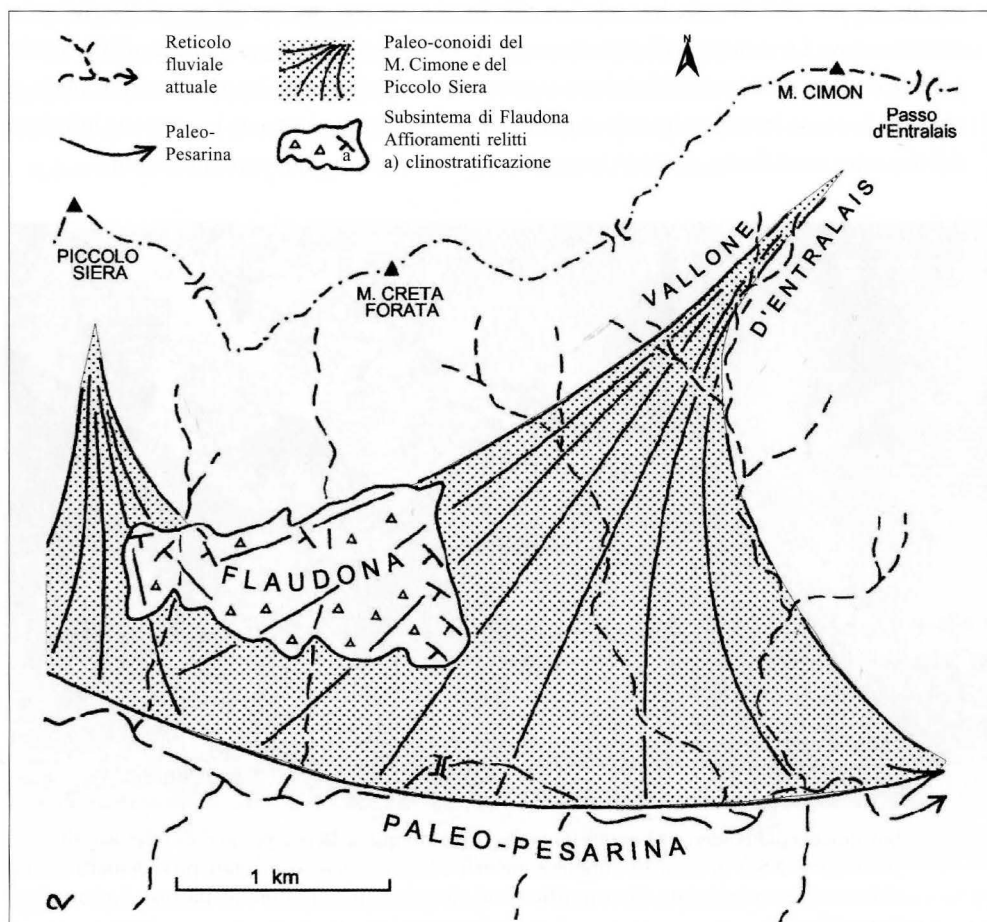 Reticolo
fluviale
attuale
Paleo-conoidi del
M. Cimone e del
Piccolo Siera
Paleo-
Pesarina
Subsintema di Flaudona
Affioramenti relitti
a) clinostratificazione
a
N
M. CIMON
Passo
d'Entralais
PICCOLO
SIERA
M. CRETA
FORATA
VALLONE
D'ENTRALAIS
FLAUDONA
PALEO-PESARINA
1 km